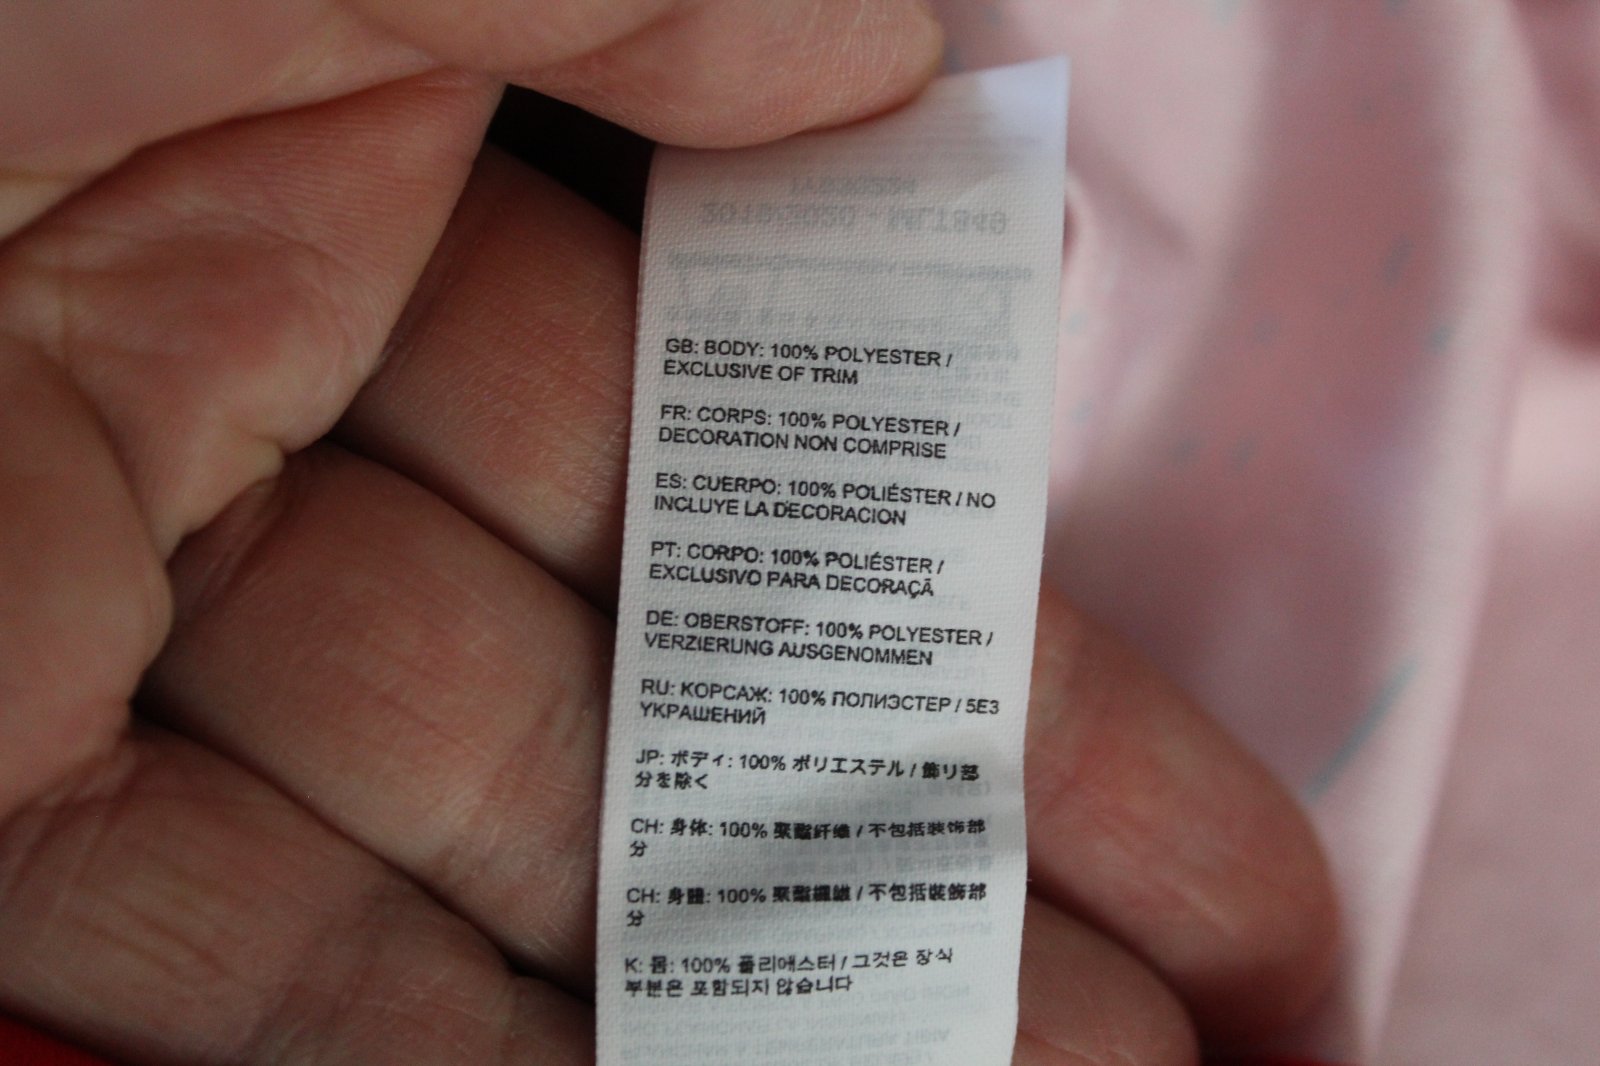 GB: BODY: 100% POLYESTER /
EXCLUSIVE OF TRIM
FR: CORPS: 100% POLYESTER /
DECORATION NON COMPRISE
ES: CUERPO: 100% POLIÉSTER / NO
INCLUYE LA DECORACION
PT: CORPO: 100% POLIÉSTER /
EXCLUSIVO PARA DECORAÇÃ
DE: OBERSTOFF: 100% POLYESTER /
VERZIERUNG AUSGENOMMEN
RU: КОРСАЖ: 100% ПОЛИЭСТЕР / 5ЕЗ
УКРАШЕНИЙ
JP: ボディ: 100% ポリエステル / 飾り部
分を除く
CH: 身体: 100% 聚酯纤维 / 不包括装饰部
分
CH: 身體: 100% 聚酯纖維 / 不包括裝飾部
分
K: 몸: 100% 폴리에스터 / 그것은 장식
부분은 포함되지 않습니다